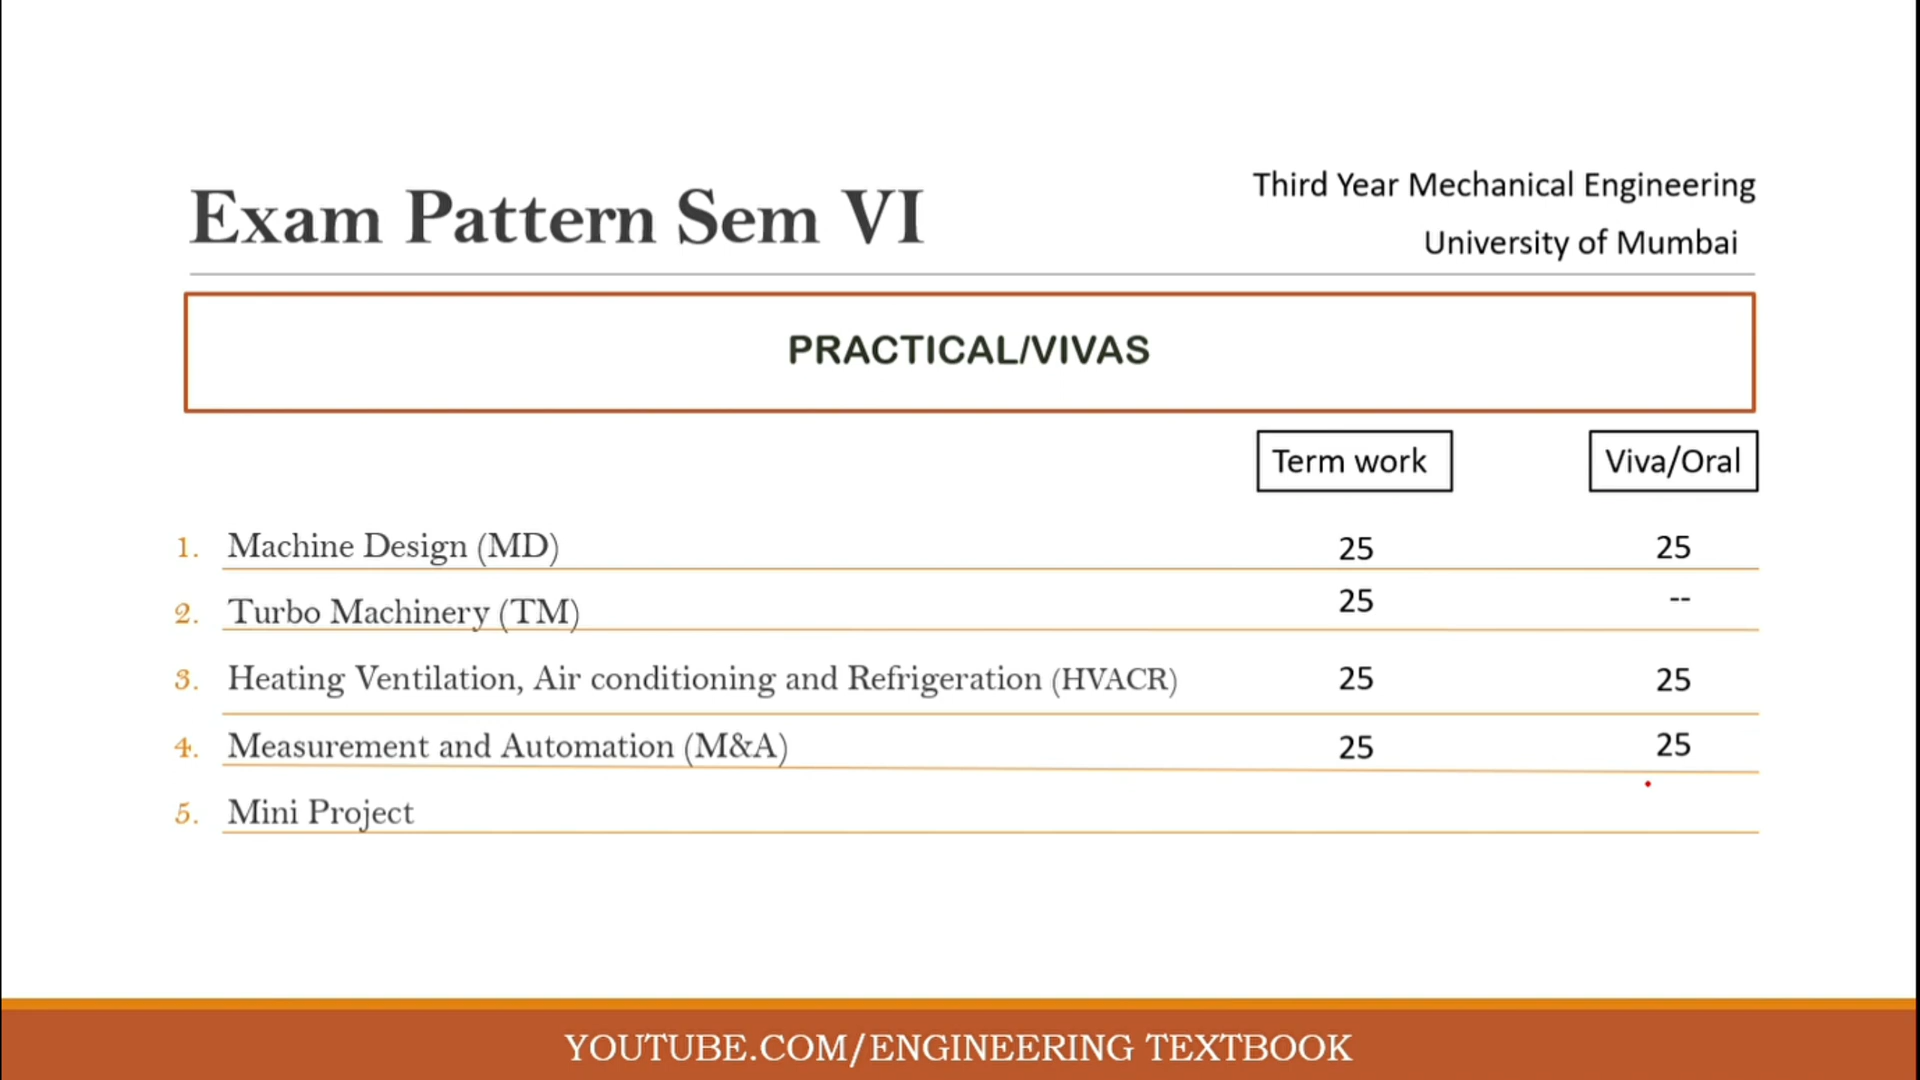 Exam Pattern Sem VI
Third Year Mechanical Engineering
University of Mumbai
PRACTICAL/VIVAS
Term work Viva/Oral
1. Machine Design (MD) 25 25
2. Turbo Machinery (TM) 25 --
3. Heating Ventilation, Air conditioning and Refrigeration (HVACR) 25 25
4. Measurement and Automation (M&A) 25 25
5. Mini Project
YOUTUBE.COM/ENGINEERING TEXTBOOK